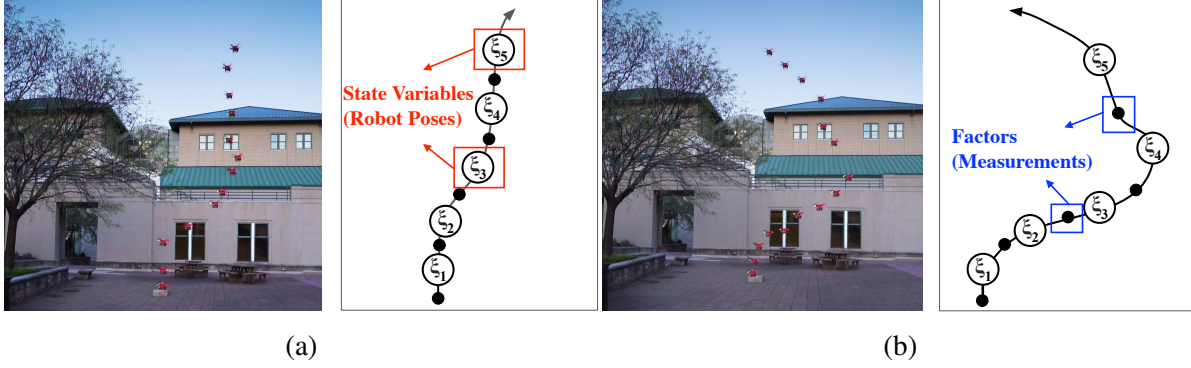 ξ5
ξ4
State Variables
(Robot Poses)
ξ3
ξ2
ξ1
(a)
ξ5
Factors
(Measurements)
ξ4
ξ3
ξ2
ξ1
(b)